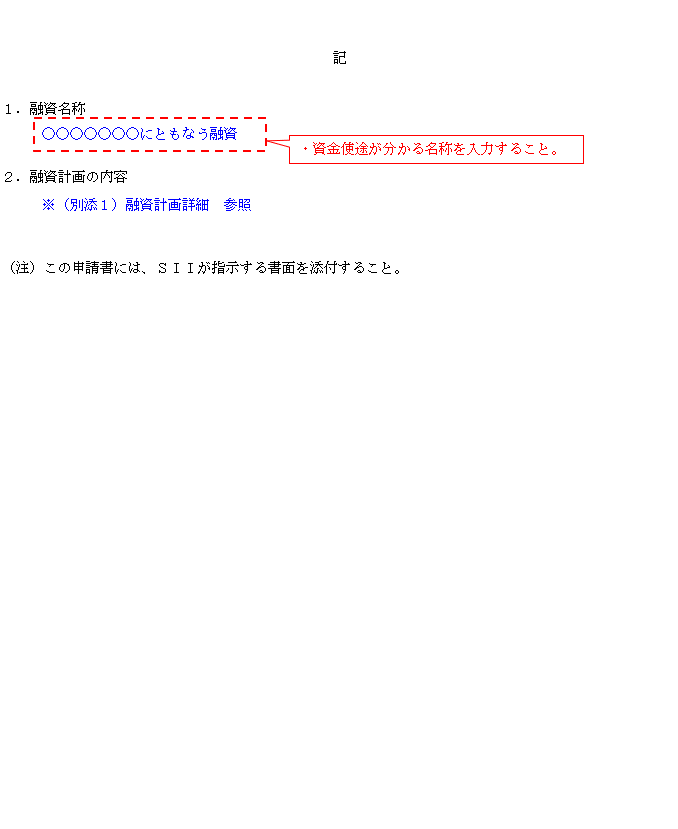 記
１．融資名称
○○○○○○○にともなう融資
・資金使途が分かる名称を入力すること。
２．融資計画の内容
※（別添１）融資計画詳細　参照
（注）この申請書には、ＳＩＩが指示する書面を添付すること。